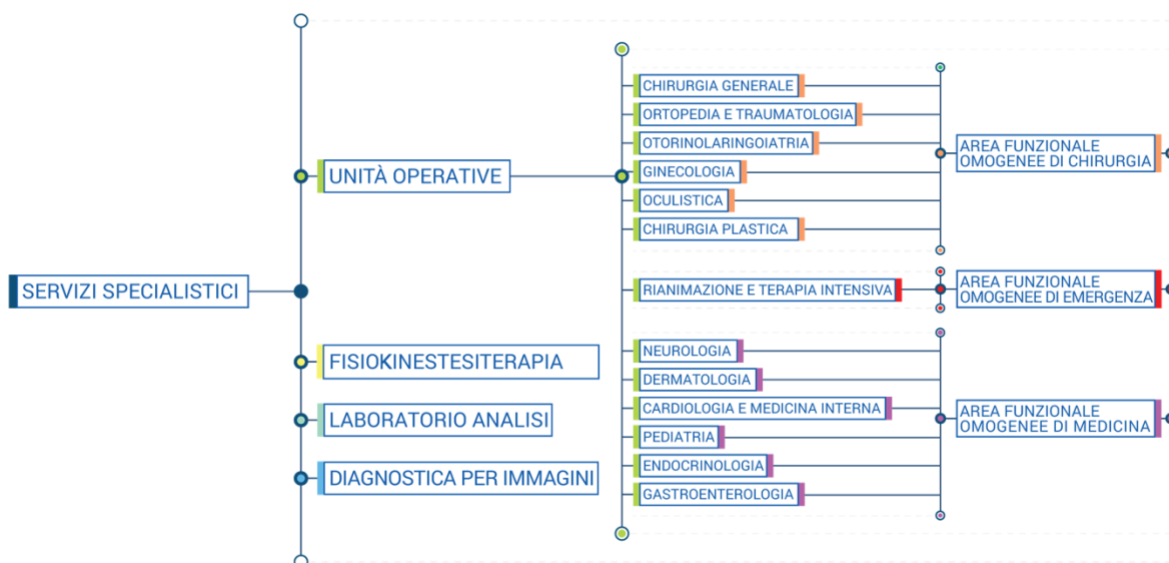 SERVIZI SPECIALISTICI
UNITÀ OPERATIVE
FISIOKINESTESITERAPIA
LABORATORIO ANALISI
DIAGNOSTICA PER IMMAGINI
CHIRURGIA GENERALE
ORTOPEDIA E TRAUMATOLOGIA
OTORINOLARINGOIATRIA
GINECOLOGIA
OCULISTICA
CHIRURGIA PLASTICA
RIANIMAZIONE E TERAPIA INTENSIVA
NEUROLOGIA
DERMATOLOGIA
CARDIOLOGIA E MEDICINA INTERNA
PEDIATRIA
ENDOCRINOLOGIA
GASTROENTEROLOGIA
AREA FUNZIONALE
OMOGENEE DI CHIRURGIA
AREA FUNZIONALE
OMOGENEE DI EMERGENZA
AREA FUNZIONALE
OMOGENEE DI MEDICINA